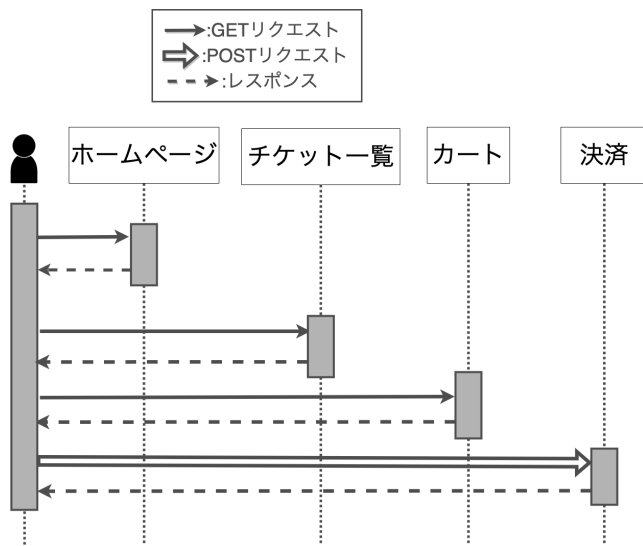 :GETリクエスト
:POSTリクエスト
:レスポンス
ホームページ
チケット一覧
カート
決済